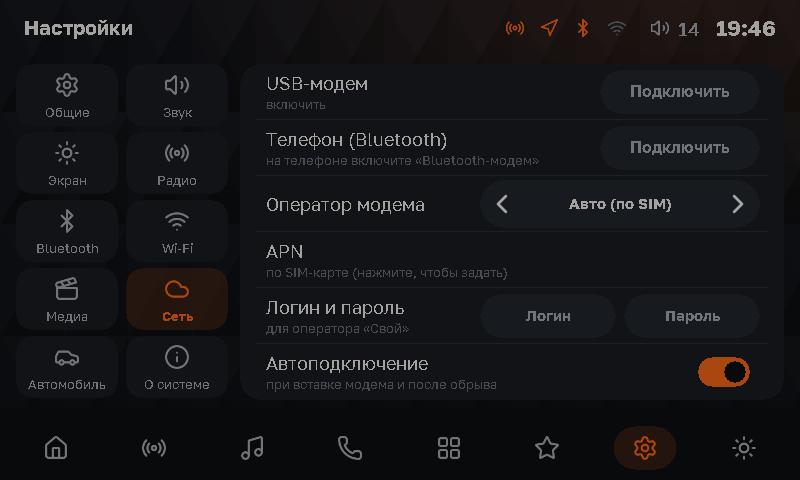 Настройки
14
19:46
Общие
Звук
Экран
Радио
Bluetooth
Wi-Fi
Медиа
Сеть
Автомобиль
О системе
USB-модем
включить
Подключить
Телефон (Bluetooth)
на телефоне включите «Bluetooth-модем»
Подключить
Оператор модема
Авто (по SIM)
APN
по SIM-карте (нажмите, чтобы задать)
Логин и пароль
для оператора «Свой»
Логин
Пароль
Автоподключение
при вставке модема и после обрыва